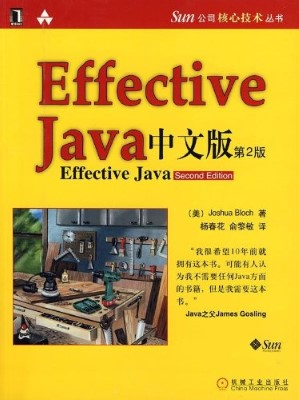 Sun 公司核心技术丛书
Effective
Java中文版 第2版
Effective Java Second Edition
（美） Joshua Bloch 著
杨春花 俞黎敏 译
“我很希望10年前就
拥有本书。可能有人认
为我不需要任何Java方面
的书籍，但是我需要这本
书。”
Java之父James Gosling
Sun
机械工业出版社
China Machine Press